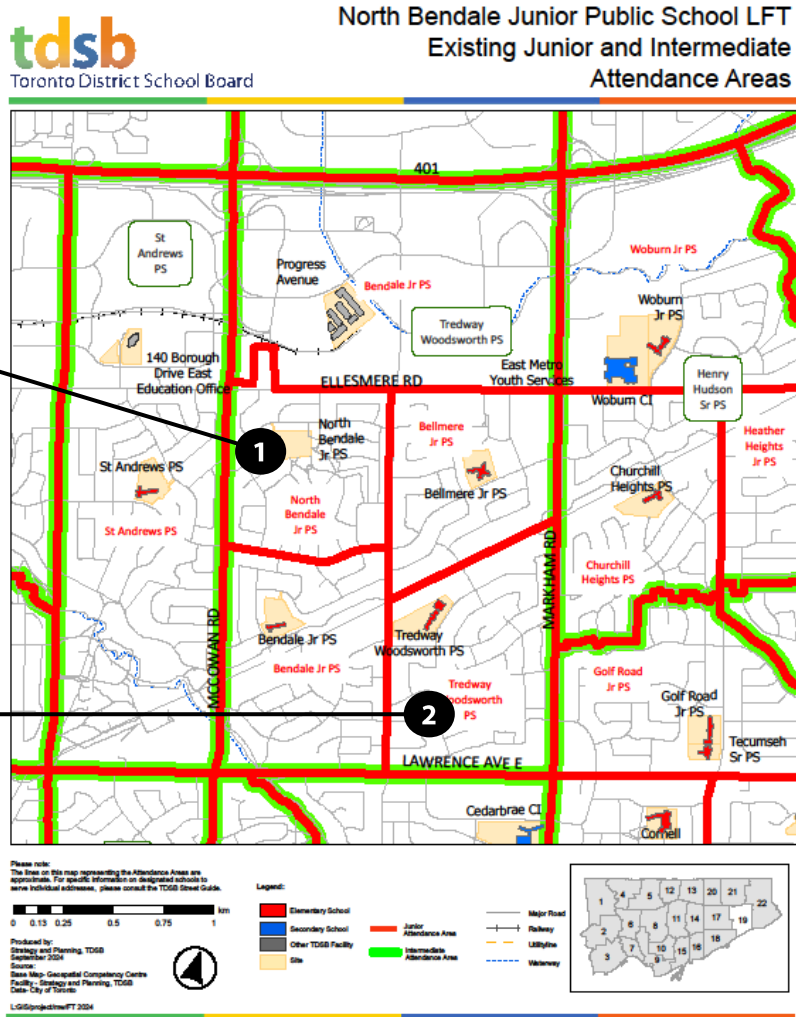 North Bendale Junior Public School LFT
tdsb
Existing Junior and Intermediate
Toronto District School Board
Attendance Areas
401
St
Andrews
PS
Progress
Avenue
Bendale Jr PS
Woburn Jr PS
Woburn
Jr PS
Tredway
Woodsworth PS
140 Borough
Drive East
Education Office
East Metro
Youth Services
Henry
Hudson
Sr PS
ELLESMERE RD
Woburn CI
North
Bendale
Jr PS
Bellmere
Jr PS
Heather
Heights
Jr PS
1
St Andrews PS
Bellmere Jr PS
Churchill
Heights PS
St Andrews PS
North
Bendale
Jr PS
MARKHAM RD
Churchill
Heights PS
MCCOWAN RD
Bendale Jr PS
Tredway
Woodsworth PS
Bendale Jr PS
Golf Road
Jr PS
Tredway
oodsworth
PS
2
Golf Road
Jr PS
Tecumseh
Sr PS
LAWRENCE AVE E
Cedarbrae CI
Cornell
Please note:
The lines on this map representing the Attendance Areas are
approximate. For specific information on designated schools to
serve individual addresses, please consult the TDSB Street Guide.
km
0 0.13 0.25 0.5 0.75 1
Produced by:
Strategy and Planning, TDSB
September 2024
Source:
Base Map- Geospatial Competency Centre
Facility - Strategy and Planning, TDSB
Data- City of Toronto
Legend:
Elementary School
Secondary School
Other TDSB Facility
Site
Junior
Attendance Area
Intermediate
Attendance Area
Major Road
Railway
Utilityline
Waterway
1 4 5 12 13 20 21 22
2 6 8 11 14 17 19
3 7 10 9 15 16 18